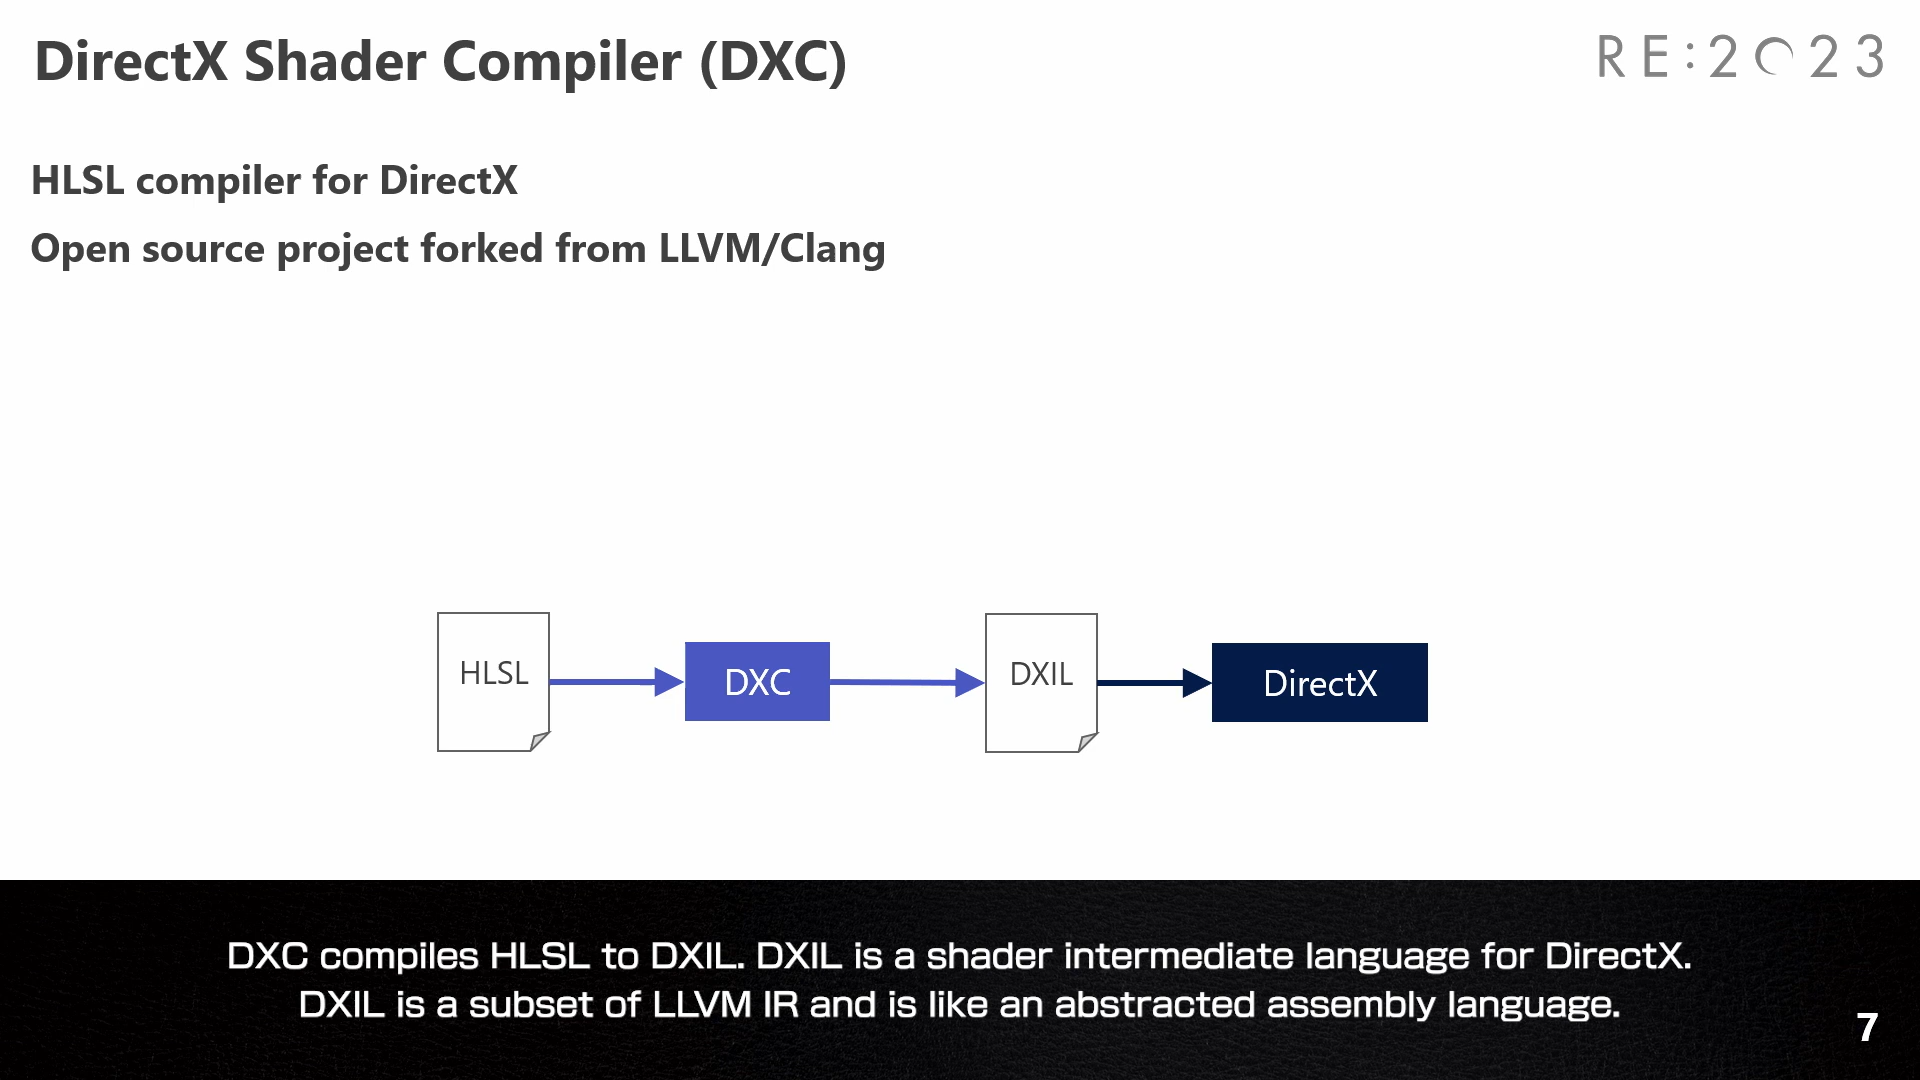 DirectX Shader Compiler (DXC)
RE:2023
HLSL compiler for DirectX
Open source project forked from LLVM/Clang
HLSL
DXC
DXIL
DirectX
DXC compiles HLSL to DXIL. DXIL is a shader intermediate language for DirectX.
DXIL is a subset of LLVM IR and is like an abstracted assembly language.
7